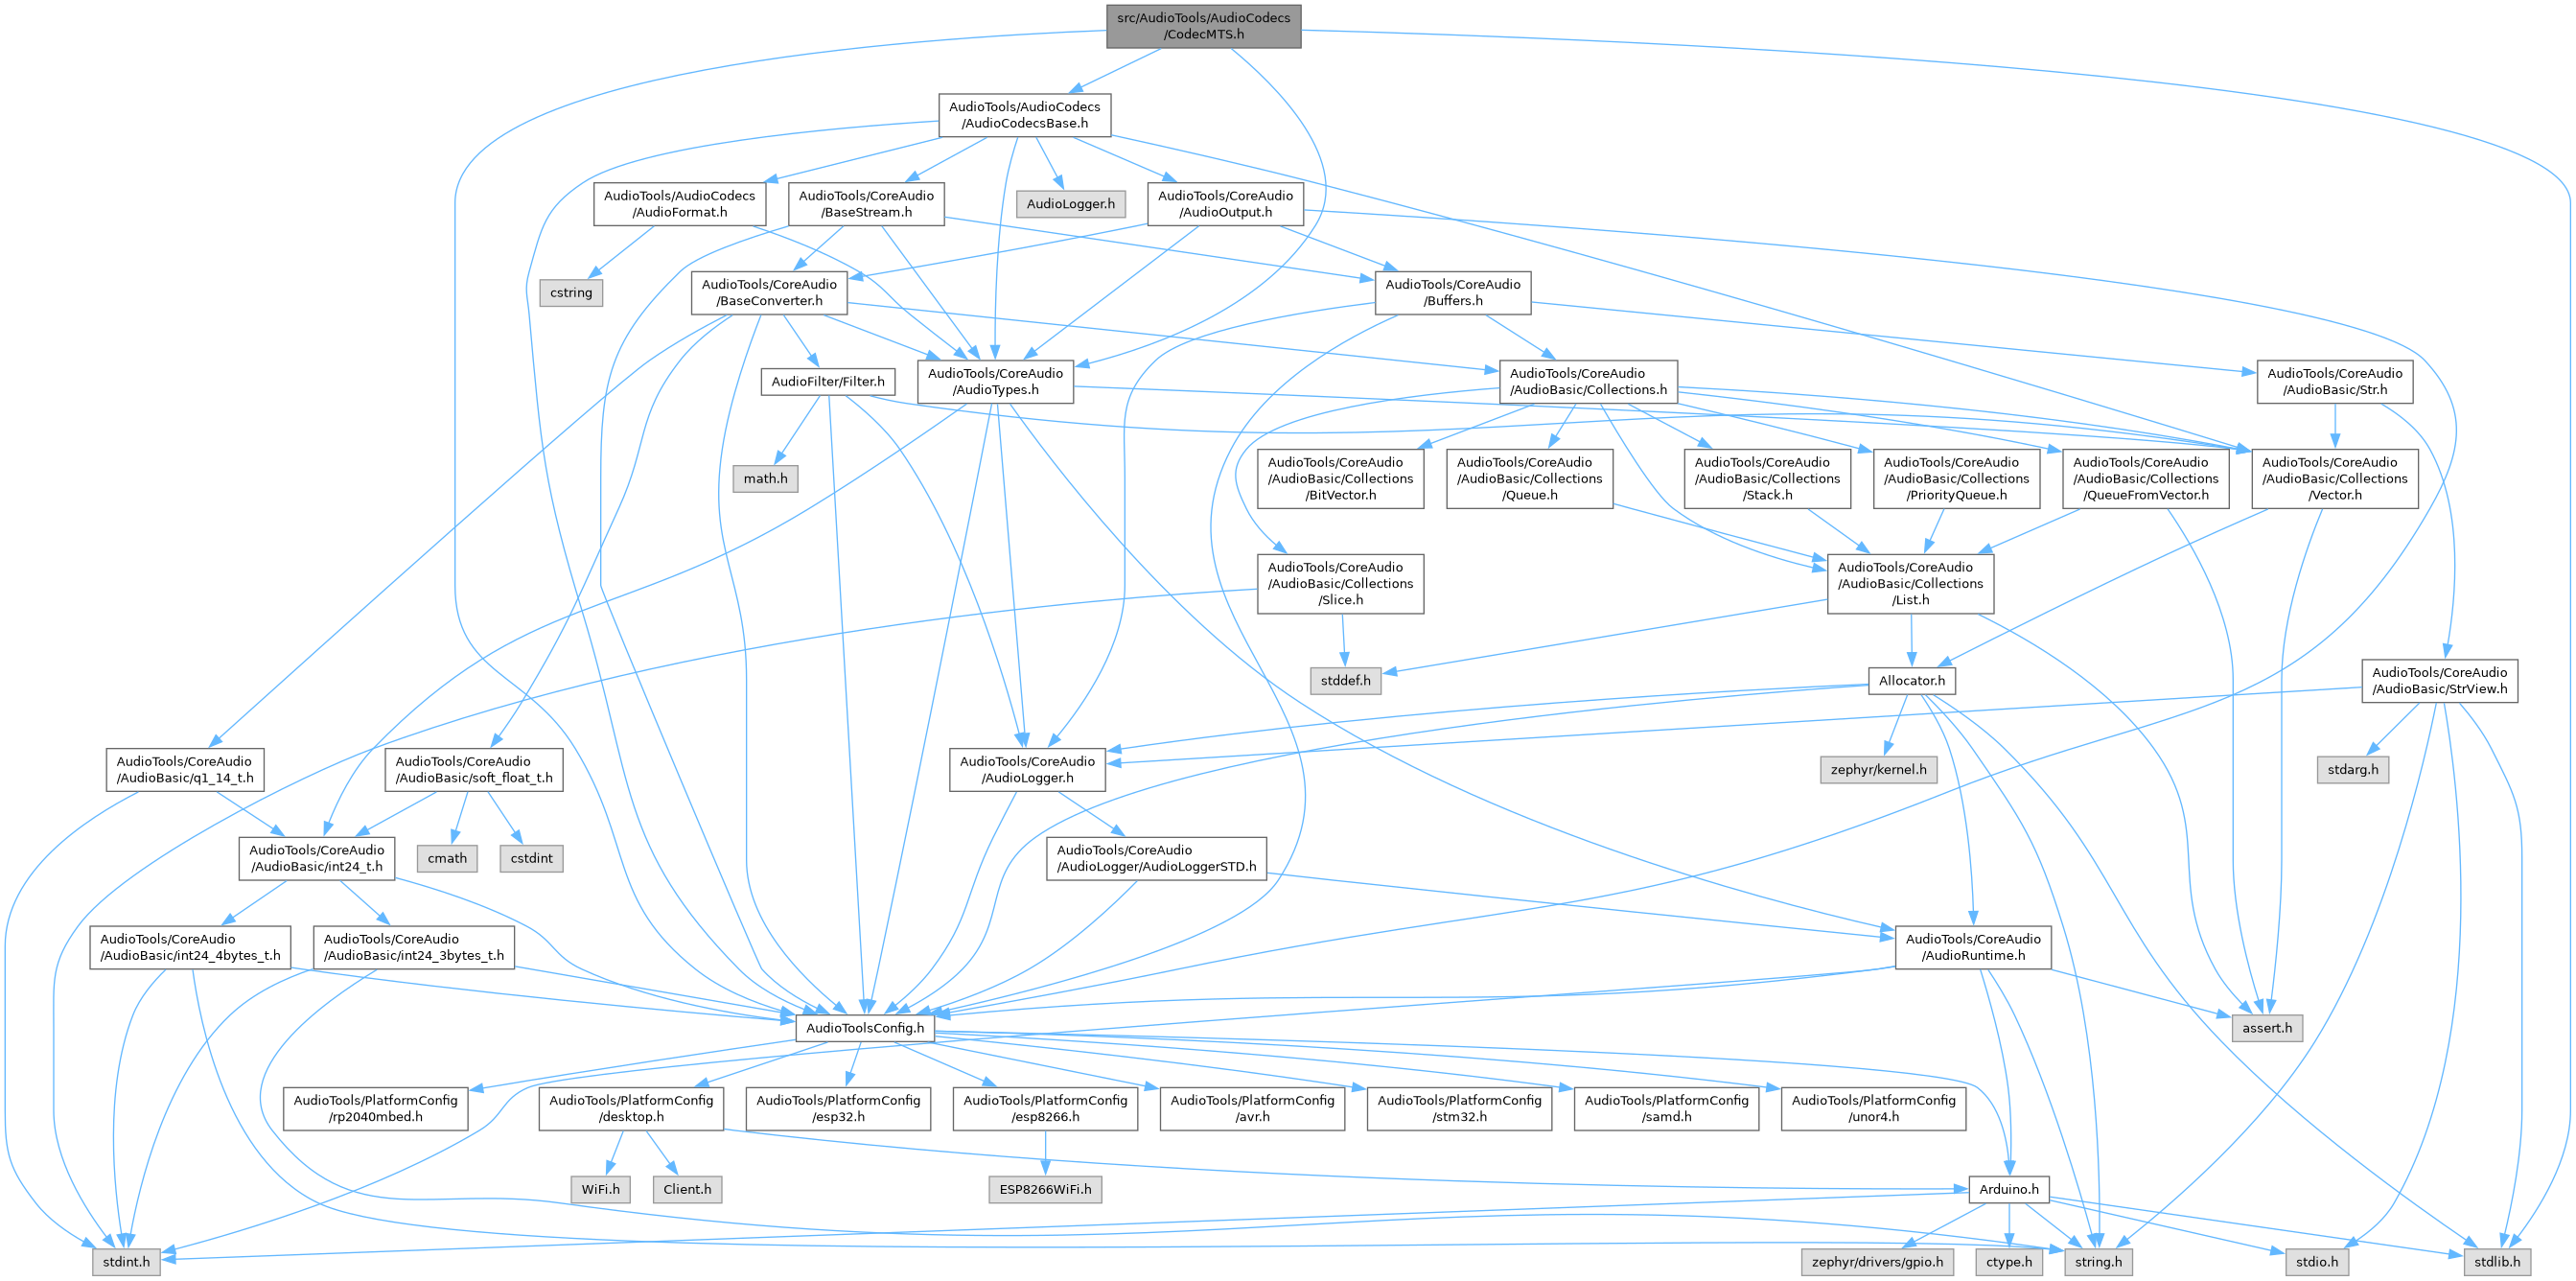 src/AudioTools/AudioCodecs
/CodecMTS.h
AudioTools/AudioCodecs
/AudioCodecsBase.h
AudioTools/AudioCodecs
/AudioFormat.h
AudioTools/CoreAudio
/BaseStream.h
AudioLogger.h
AudioTools/CoreAudio
/AudioOutput.h
cstring
AudioTools/CoreAudio
/BaseConverter.h
AudioTools/CoreAudio
/Buffers.h
AudioFilter/Filter.h
AudioTools/CoreAudio
/AudioTypes.h
AudioTools/CoreAudio
/AudioBasic/Collections.h
AudioTools/CoreAudio
/AudioBasic/Str.h
math.h
AudioTools/CoreAudio
/AudioBasic/Collections
/BitVector.h
AudioTools/CoreAudio
/AudioBasic/Collections
/Queue.h
AudioTools/CoreAudio
/AudioBasic/Collections
/Stack.h
AudioTools/CoreAudio
/AudioBasic/Collections
/PriorityQueue.h
AudioTools/CoreAudio
/AudioBasic/Collections
/QueueFromVector.h
AudioTools/CoreAudio
/AudioBasic/Collections
/Vector.h
AudioTools/CoreAudio
/AudioBasic/Collections
/Slice.h
AudioTools/CoreAudio
/AudioBasic/Collections
/List.h
stddef.h
Allocator.h
AudioTools/CoreAudio
/AudioBasic/StrView.h
AudioTools/CoreAudio
/AudioBasic/q1_14_t.h
AudioTools/CoreAudio
/AudioBasic/soft_float_t.h
AudioTools/CoreAudio
/AudioLogger.h
zephyr/kernel.h
stdarg.h
AudioTools/CoreAudio
/AudioBasic/int24_t.h
cmath
cstdint
AudioTools/CoreAudio
/AudioLogger/AudioLoggerSTD.h
AudioTools/CoreAudio
/AudioBasic/int24_4bytes_t.h
AudioTools/CoreAudio
/AudioBasic/int24_3bytes_t.h
AudioTools/CoreAudio
/AudioRuntime.h
AudioToolsConfig.h
assert.h
AudioTools/PlatformConfig
/rp2040mbed.h
AudioTools/PlatformConfig
/desktop.h
AudioTools/PlatformConfig
/esp32.h
AudioTools/PlatformConfig
/esp8266.h
AudioTools/PlatformConfig
/avr.h
AudioTools/PlatformConfig
/stm32.h
AudioTools/PlatformConfig
/samd.h
AudioTools/PlatformConfig
/unor4.h
WiFi.h
Client.h
ESP8266WiFi.h
Arduino.h
stdint.h
zephyr/drivers/gpio.h
ctype.h
string.h
stdio.h
stdlib.h